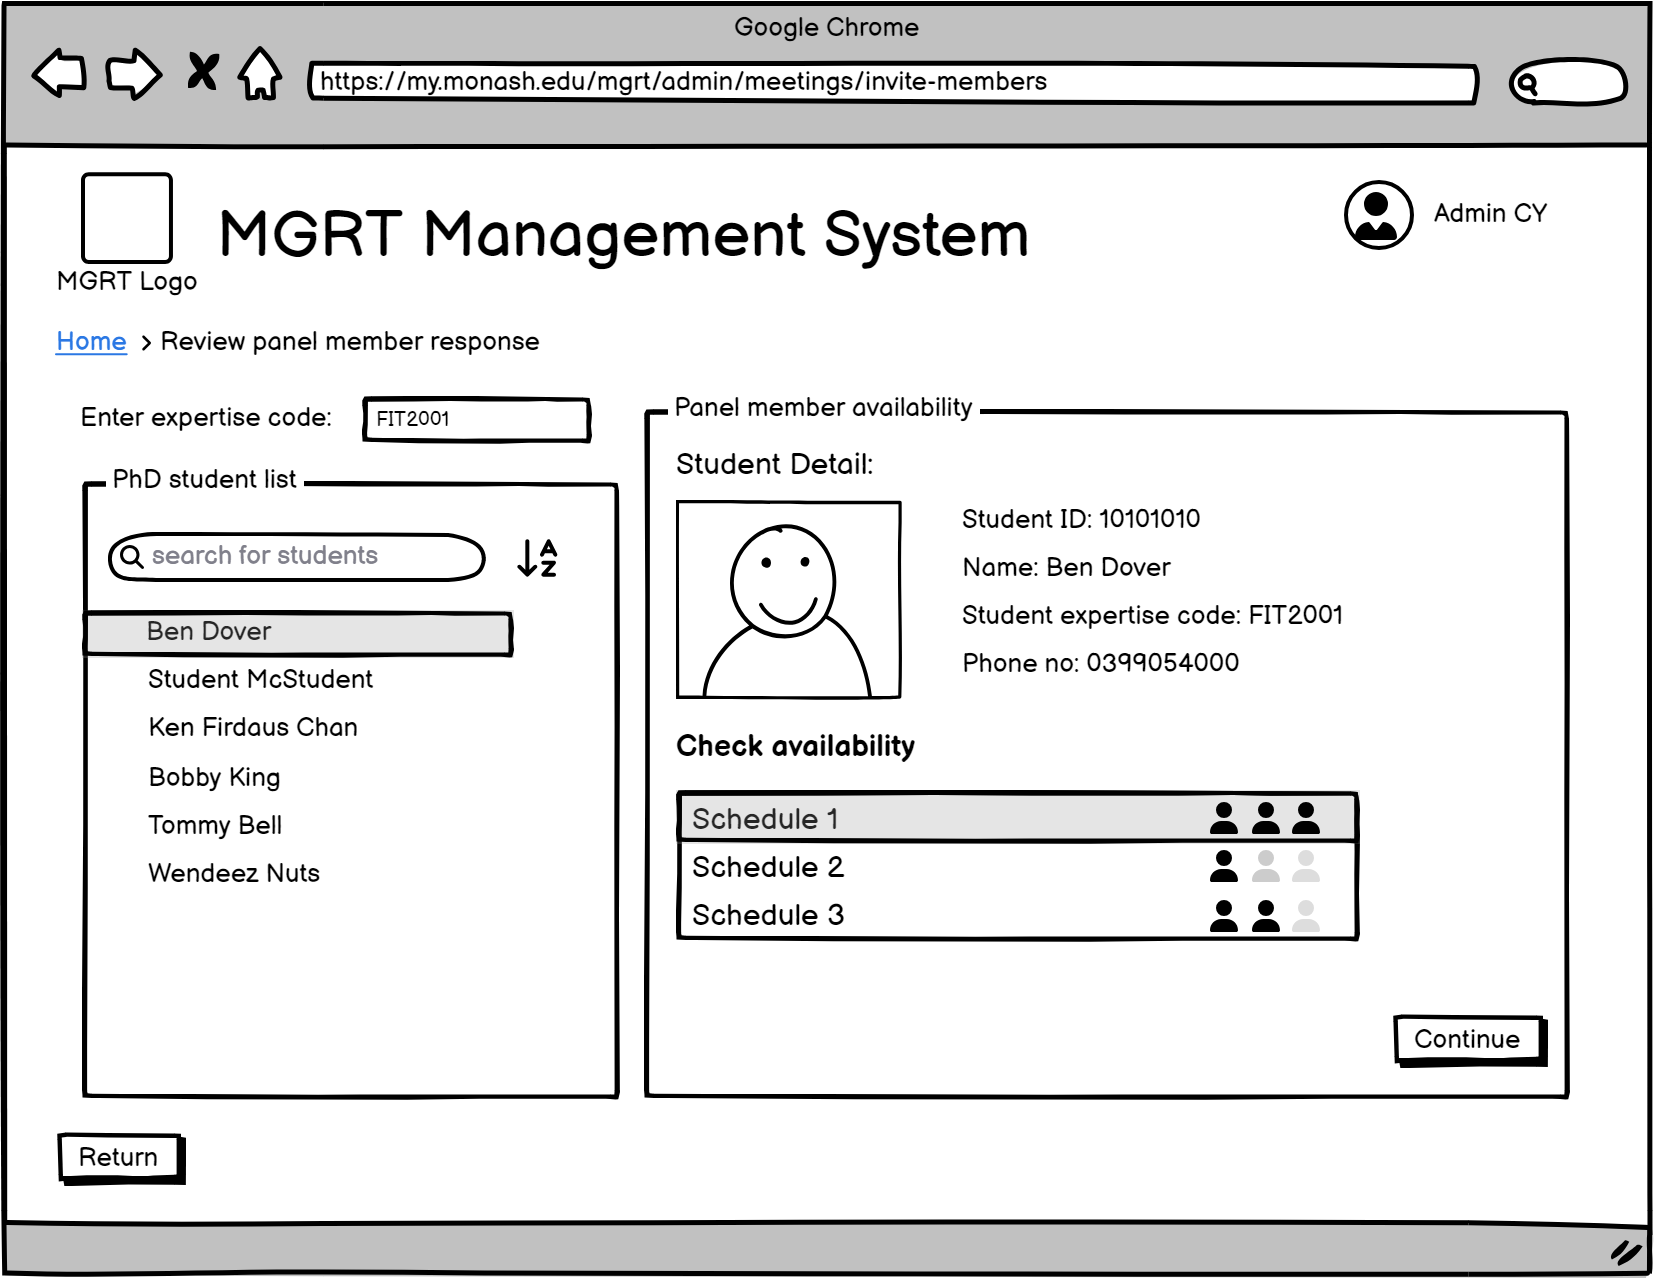 Google Chrome
https://my.monash.edu/mgrt/admin/meetings/invite-members
MGRT Logo
MGRT Management System
Admin CY
Home > Review panel member response
Enter expertise code: FIT2001
PhD student list
search for students
A
Z
Ben Dover
Student McStudent
Ken Firdaus Chan
Bobby King
Tommy Bell
Wendeez Nuts
Panel member availability
Student Detail:
Student ID: 10101010
Name: Ben Dover
Student expertise code: FIT2001
Phone no: 0399054000
Check availability
Schedule 1
Schedule 2
Schedule 3
Continue
Return